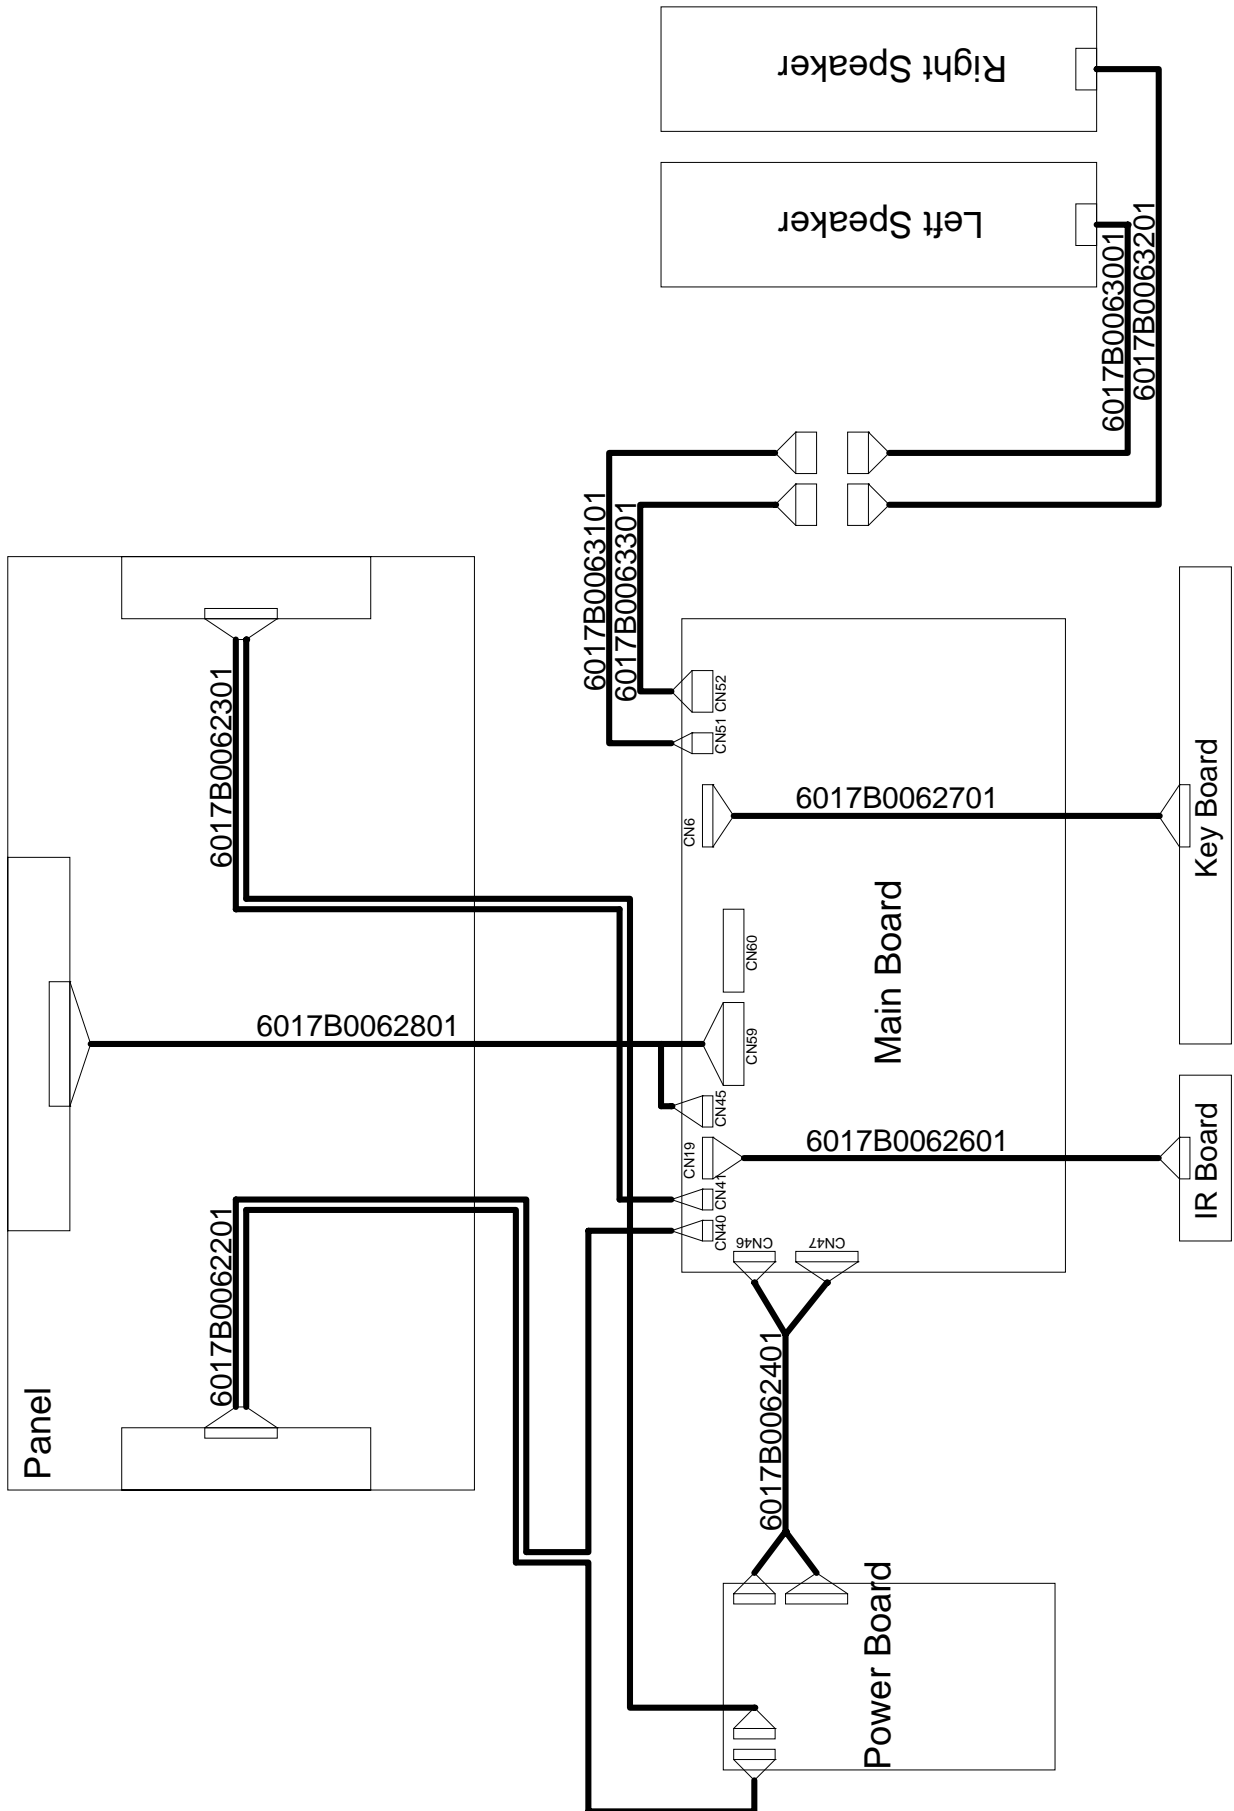 Right Speaker
Left Speaker
6017B0063001
6017B0063201
6017B0063101
6017B0063301
CN52
CN51
CN6
6017B0062701
Key Board
6017B0062301
CN60
Main Board
6017B0062801
CN59
CN45
CN19
6017B0062601
IR Board
CN41
CN40
CN46
CN47
6017B0062201
Panel
6017B0062401
Power Board